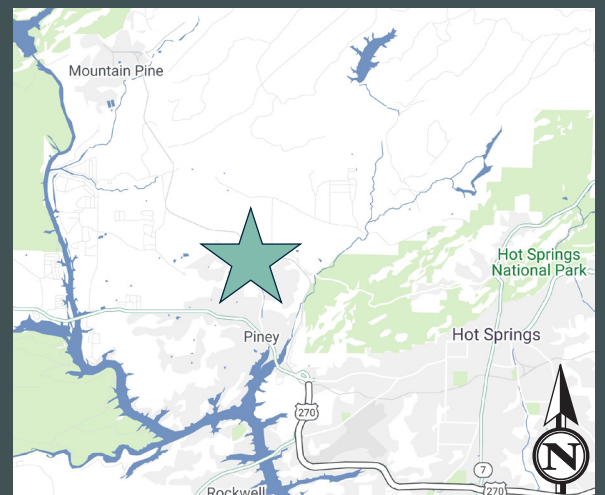 Mountain Pine
Hot Springs
National Park
Piney
Hot Springs
270
7
270
Rockwell
N